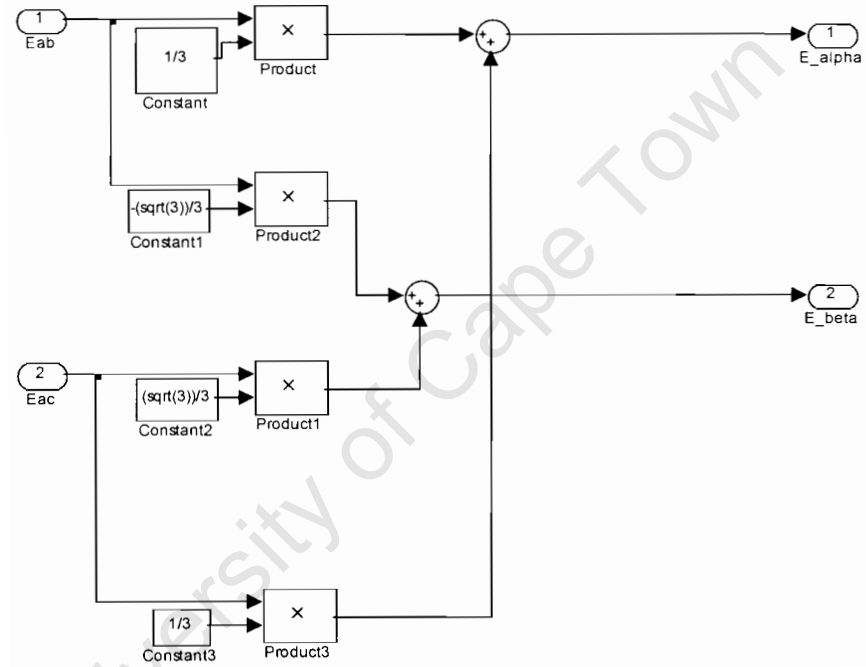 1
Eab
1/3
Constant
×
Product
+
+
1
E_alpha
-(sqrt(3))/3
Constant1
×
Product2
+
+
2
E_beta
2
Eac
(sqrt(3))/3
Constant2
×
Product1
1/3
Constant3
×
Product3
versity of Cape Town